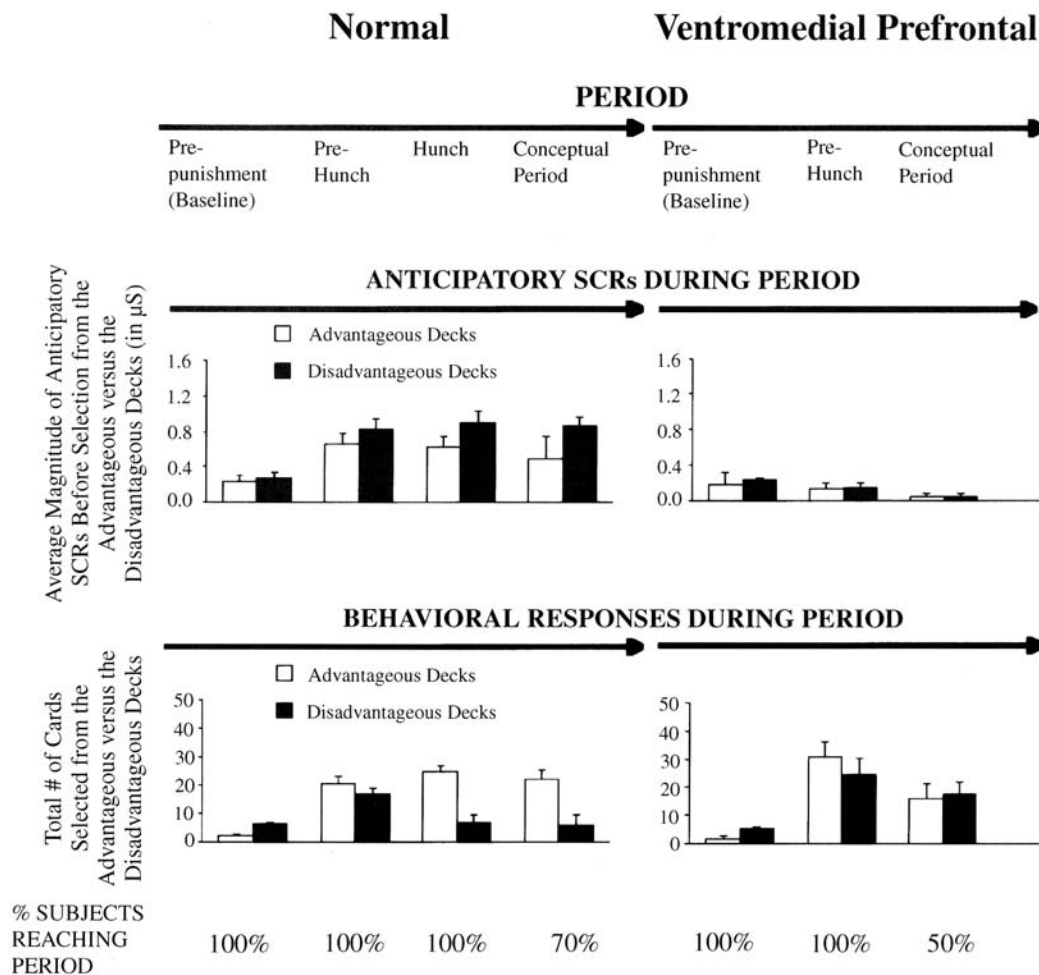 Normal
Ventromedial Prefrontal
PERIOD
Pre-
punishment
(Baseline)
Pre-
Hunch
Hunch
Conceptual
Period
Pre-
punishment
(Baseline)
Pre-
Hunch
Conceptual
Period
ANTICIPATORY SCRs DURING PERIOD
Average Magnitude of Anticipatory
SCRs Before Selection from the
Advantageous versus the
Disadvantageous Decks (in µS)
Advantageous Decks
Disadvantageous Decks
1.6
1.2
0.8
0.4
0.0
1.6
1.2
0.8
0.4
0.0
BEHAVIORAL RESPONSES DURING PERIOD
Total # of Cards
Selected from the
Advantageous versus the
Disadvantageous Decks
Advantageous Decks
Disadvantageous Decks
50
40
30
20
10
0
50
40
30
20
10
0
% SUBJECTS
REACHING
PERIOD
100% 100% 100% 70% 100% 100% 50%